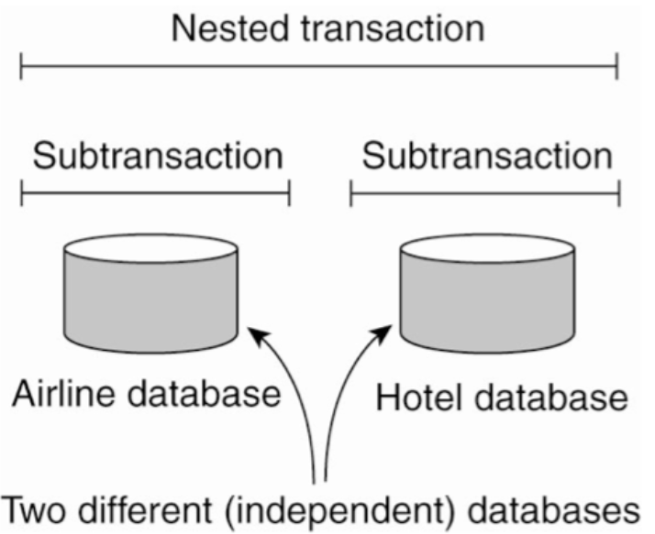 Nested transaction
Subtransaction
Subtransaction
Airline database
Hotel database
Two different (independent) databases